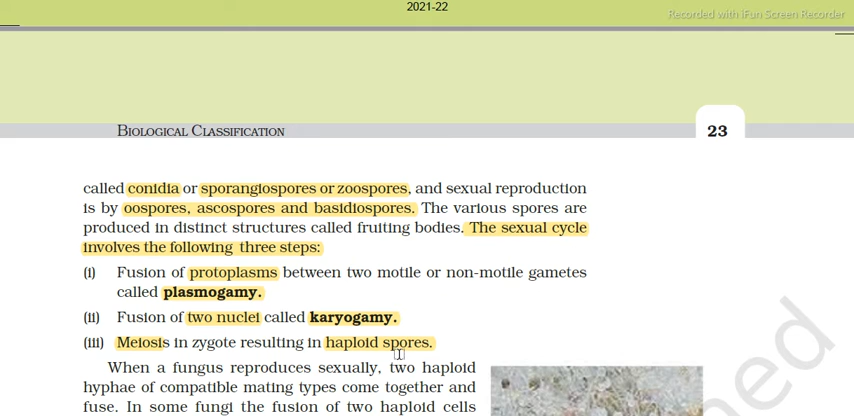 2021-22
Recorded with iFun Screen Recorder
BIOLOGICAL CLASSIFICATION
23
called conidia or sporangiospores or zoospores, and sexual reproduction
is by oospores, ascospores and basidiospores. The various spores are
produced in distinct structures called fruiting bodies. The sexual cycle
involves the following three steps:
(i) Fusion of protoplasms between two motile or non-motile gametes
called plasmogamy.
(ii) Fusion of two nuclei called karyogamy.
(iii) Meiosis in zygote resulting in haploid spores.
When a fungus reproduces sexually, two haploid
hyphae of compatible mating types come together and
fuse. In some fungi the fusion of two haploid cells